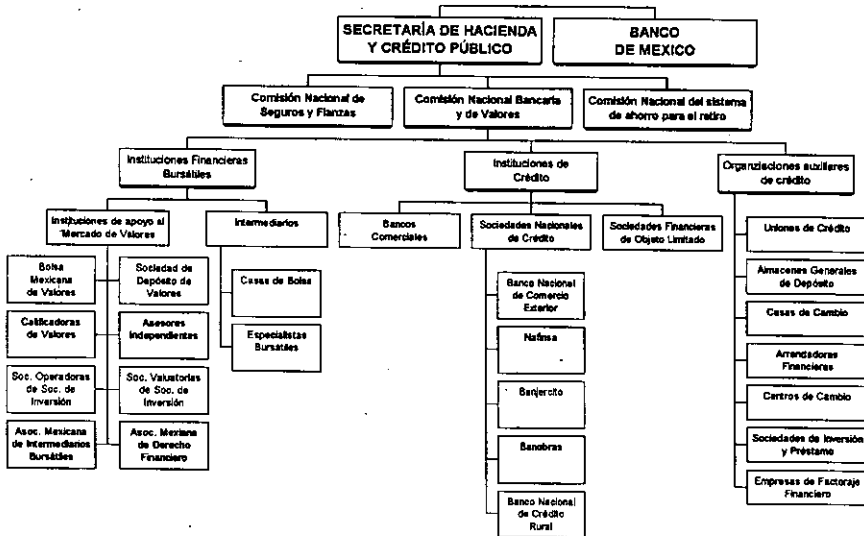 SECRETARÍA DE HACIENDA
Y CRÉDITO PÚBLICO
BANCO
DE MEXICO
Comisión Nacional de
Seguros y Fianzas
Comisión Nacional Bancaria
y de Valores
Comisión Nacional del sistema
de ahorro para el retiro
Instituciones Financieras
Bursátiles
Instituciones de
Crédito
Organizaciones auxiliares
de crédito
Instituciones de apoyo al
Mercado de Valores
Intermediarios
Bancos
Comerciales
Sociedades Nacionales
de Crédito
Sociedades Financieras
de Objeto Limitado
Uniones de Crédito
Bolsa
Mexicana
de Valores
Sociedad de
Depósito de
Valores
Casas de Bolsa
Banco Nacional
de Comercio
Exterior
Almacenes Generales
de Depósito
Calificadoras
de Valores
Asesores
Independientes
Especialistas
Bursátiles
Nafinsa
Casas de Cambio
Arrendadoras
Financieras
Soc. Operadoras
de Soc. de
Inversión
Soc. Valuatorias
de Soc. de
Inversión
Banjercito
Centros de Cambio
Asoc. Mexicana
de Intermediarios
Bursátiles
Asoc. Mexiana
de Derecho
Financiero
Banobras
Sociedades de Inversión
y Préstamo
Banco Nacional
de Crédito
Rural
Empresas de Factoraje
Financiero